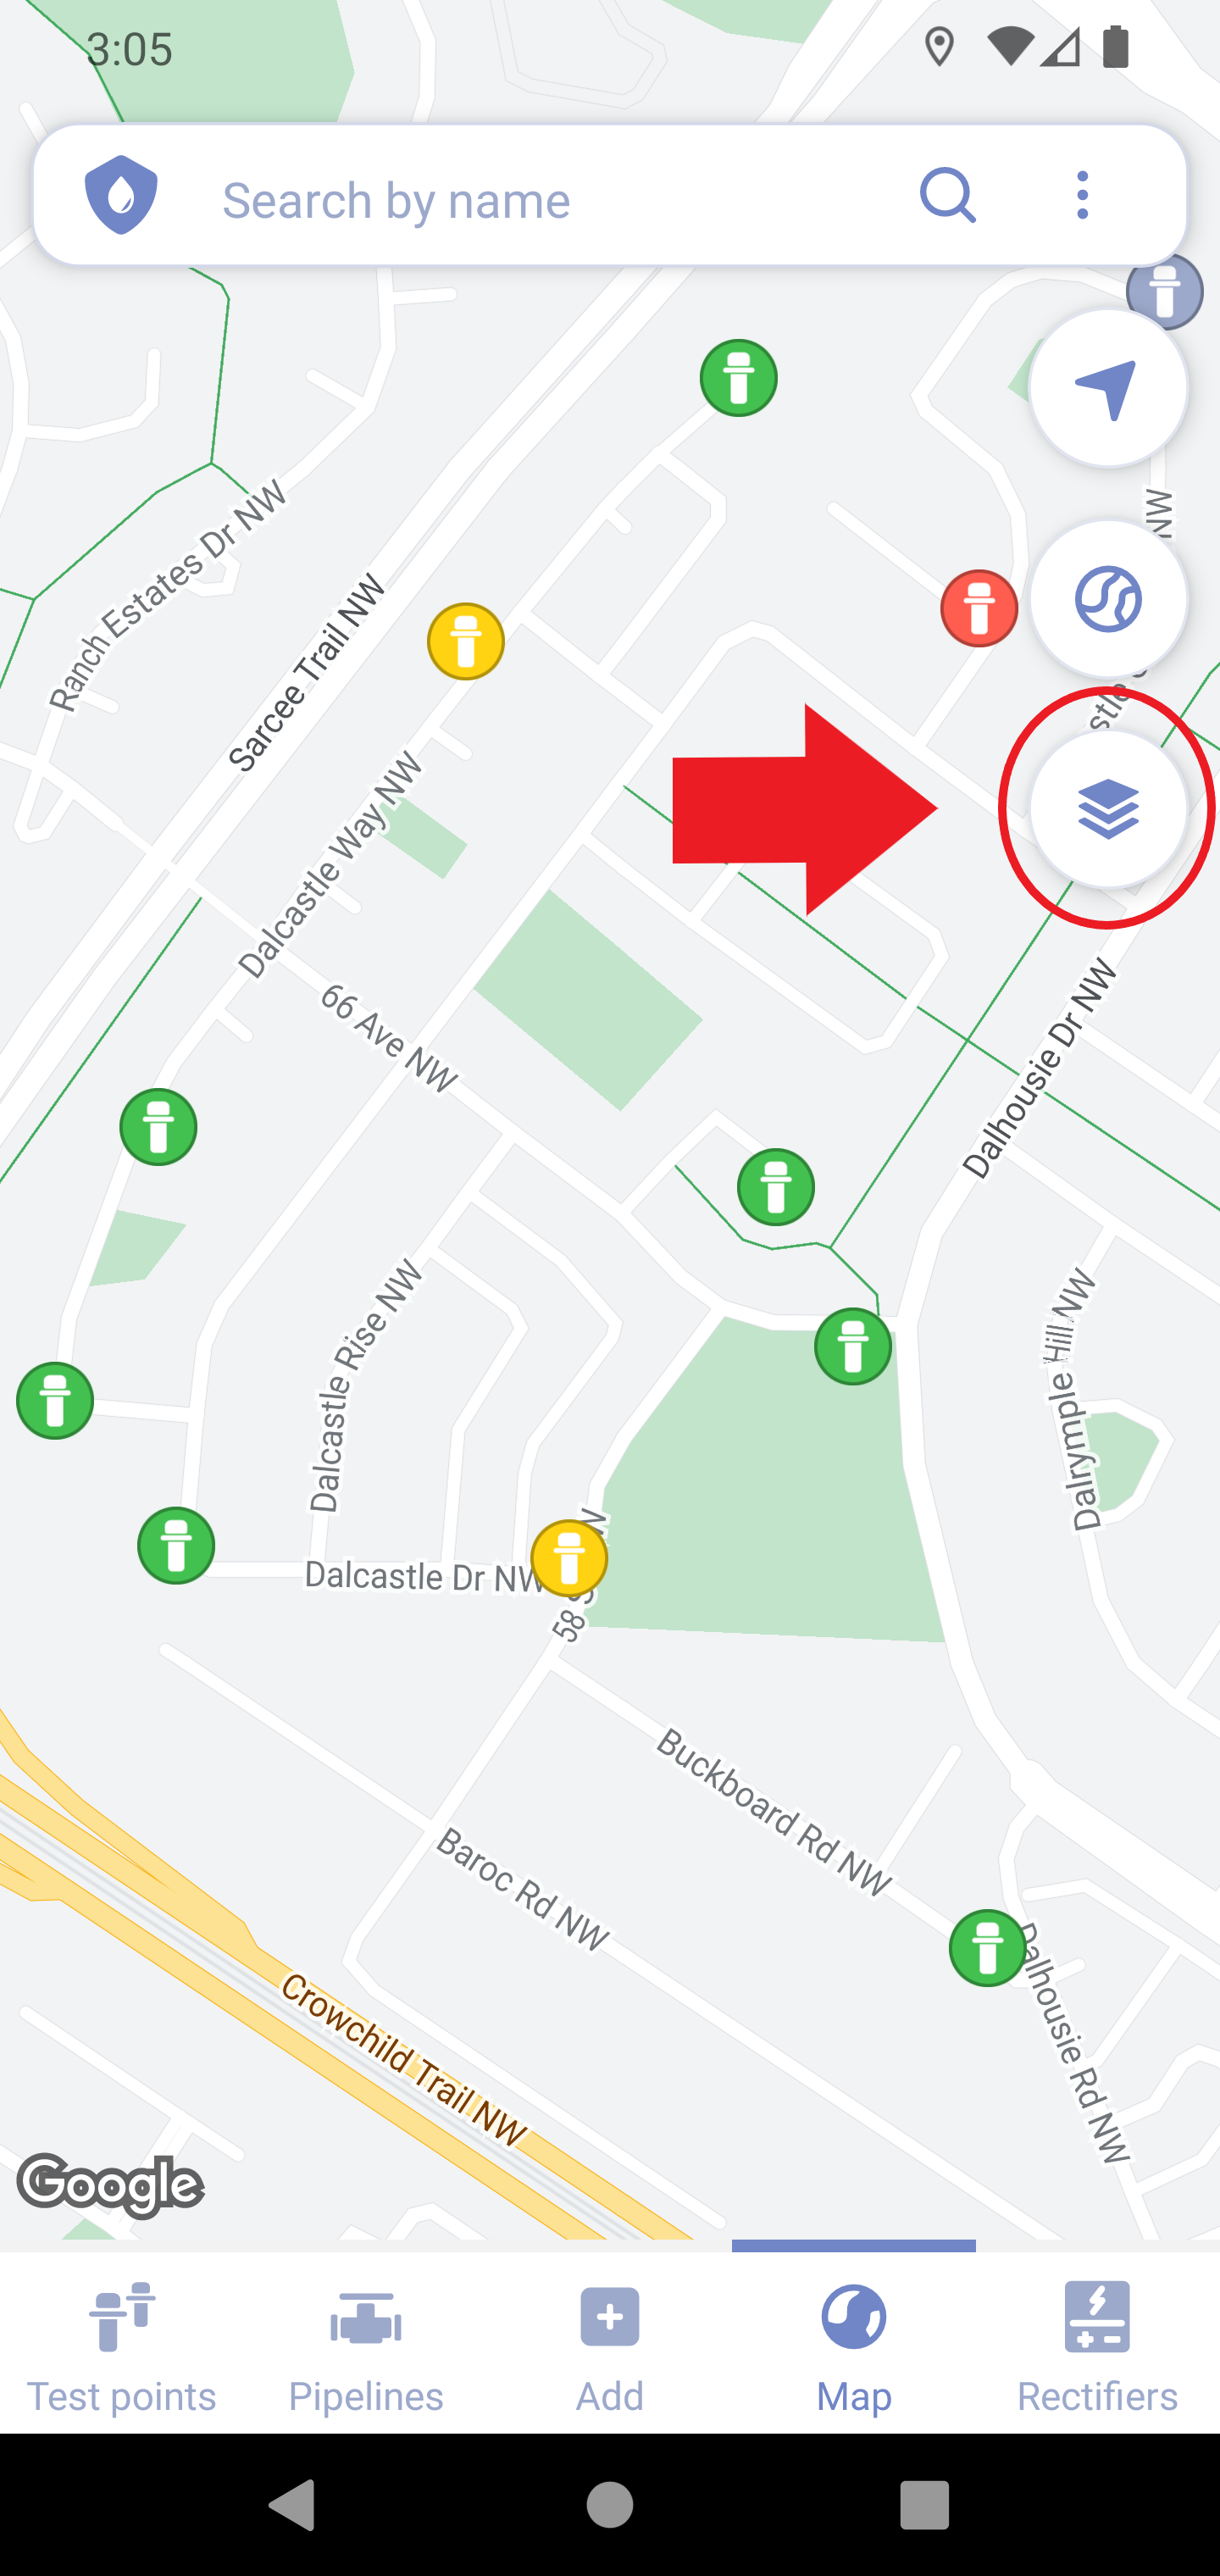 3:05
Search by name
NW
Ranch Estates Dr NW
Sarcee Trail NW
Dalcastle Way NW
66 Ave NW
Dalhousie Dr NW
Dalcastle Rise NW
Dalrymple Hill NW
Dalcastle Dr NW
58
Buckboard Rd NW
Baroc Rd NW
Dalhousie Rd NW
Crowchild Trail NW
Google
Test points
Pipelines
Add
Map
Rectifiers